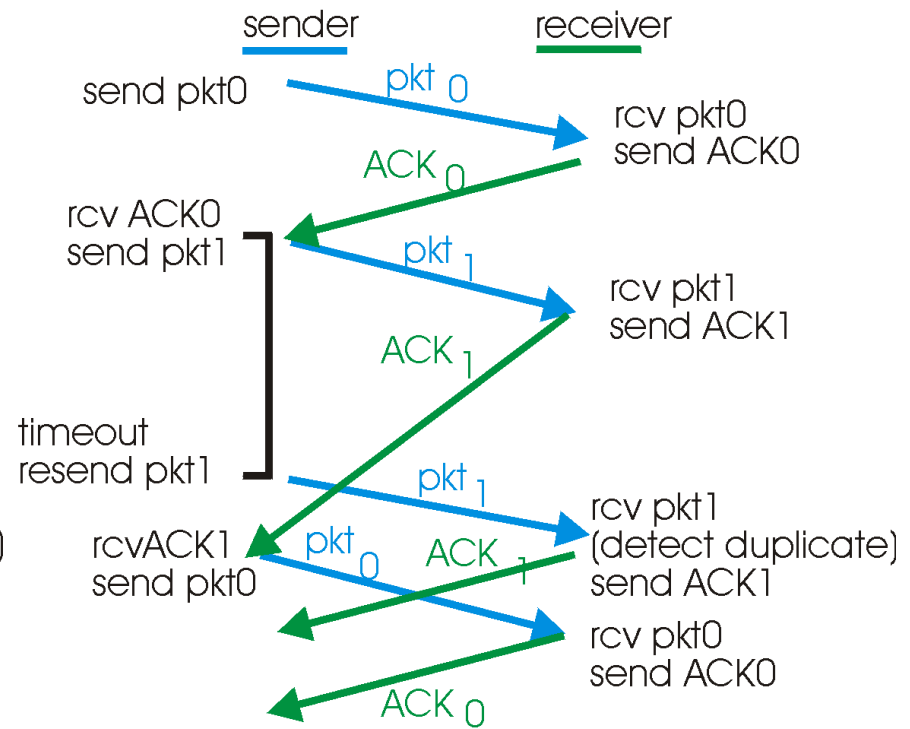 sender
receiver
send pkt0
pkt 0
rcv pkt0
send ACK0
ACK 0
rcv ACK0
send pkt1
pkt 1
rcv pkt1
send ACK1
ACK 1
timeout
resend pkt1
pkt 1
rcv pkt1
(detect duplicate)
send ACK1
)
rcvACK1
send pkt0
pkt 0
ACK 1
rcv pkt0
send ACK0
ACK 0